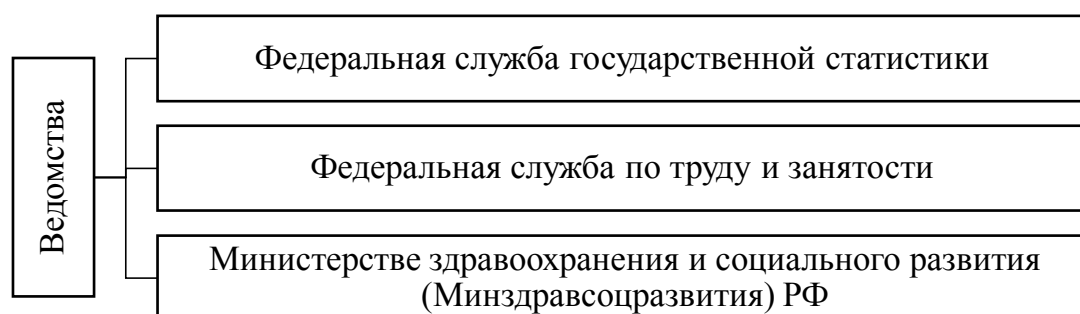 Ведомства
Федеральная служба государственной статистики
Федеральная служба по труду и занятости
Министерстве здравоохранения и социального развития
(Минздравсоцразвития) РФ